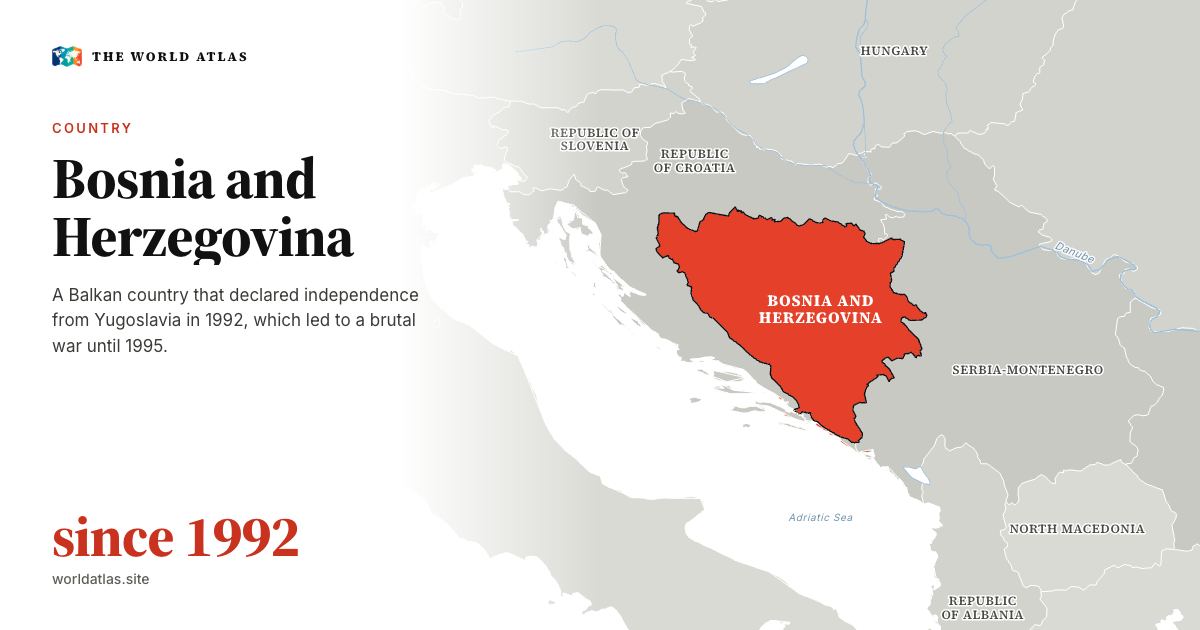 THE WORLD ATLAS
COUNTRY
Bosnia and
Herzegovina
A Balkan country that declared independence
from Yugoslavia in 1992, which led to a brutal
war until 1995.
since 1992
worldatlas.site
HUNGARY
REPUBLIC OF
SLOVENIA
REPUBLIC
OF CROATIA
Danube
BOSNIA AND
HERZEGOVINA
SERBIA-MONTENEGRO
Adriatic Sea
NORTH MACEDONIA
REPUBLIC
OF ALBANIA